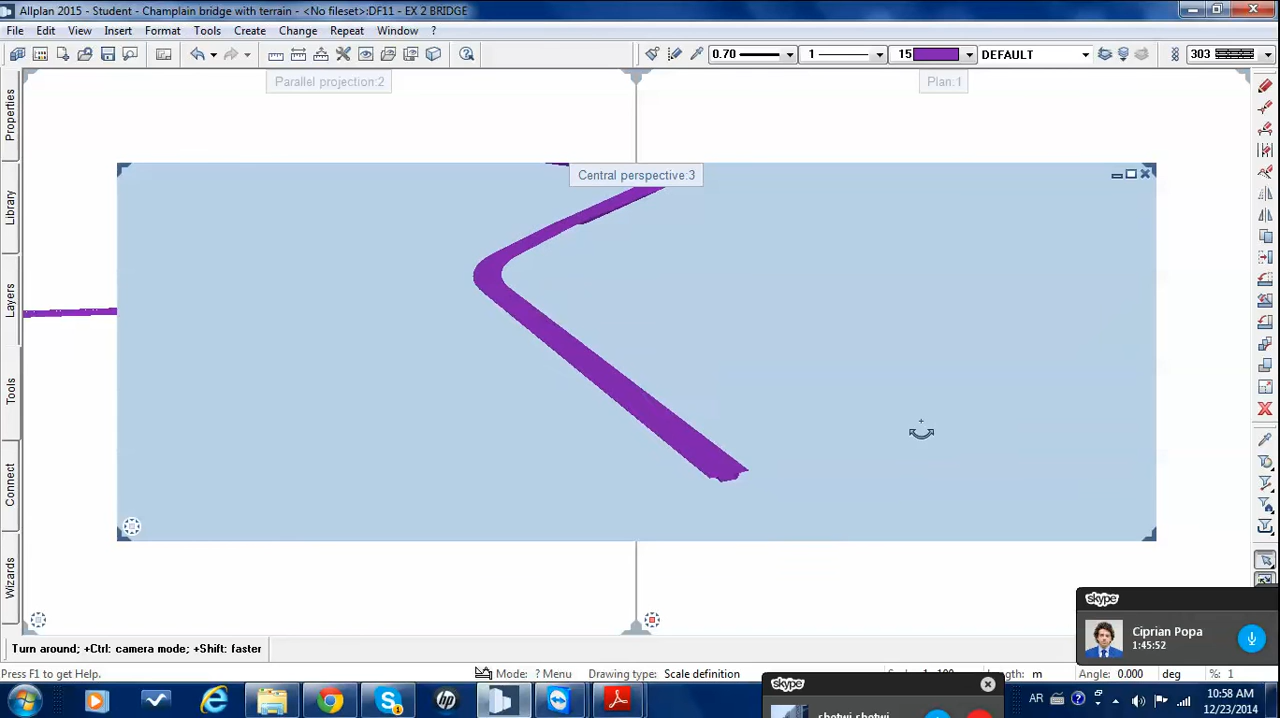 Allplan 2015 - Student - Champlain bridge with terrain - <No fileset>:DF11 - EX 2 BRIDGE
File Edit View Insert Format Tools Create Change Repeat Window ?
0.70 1 15 DEFAULT 303
Parallel projection:2
Plan:1
Central perspective:3
Properties
Library
Layers
Tools
Connect
Wizards
Turn around; +Ctrl: camera mode; +Shift: faster
Press F1 to get Help.
Mode: ? Menu Drawing type: Scale definition Length: m Angle: 0.000 deg %: 1
skype
Ciprian Popa
1:45:52
skype
AR
10:58 AM
12/23/2014